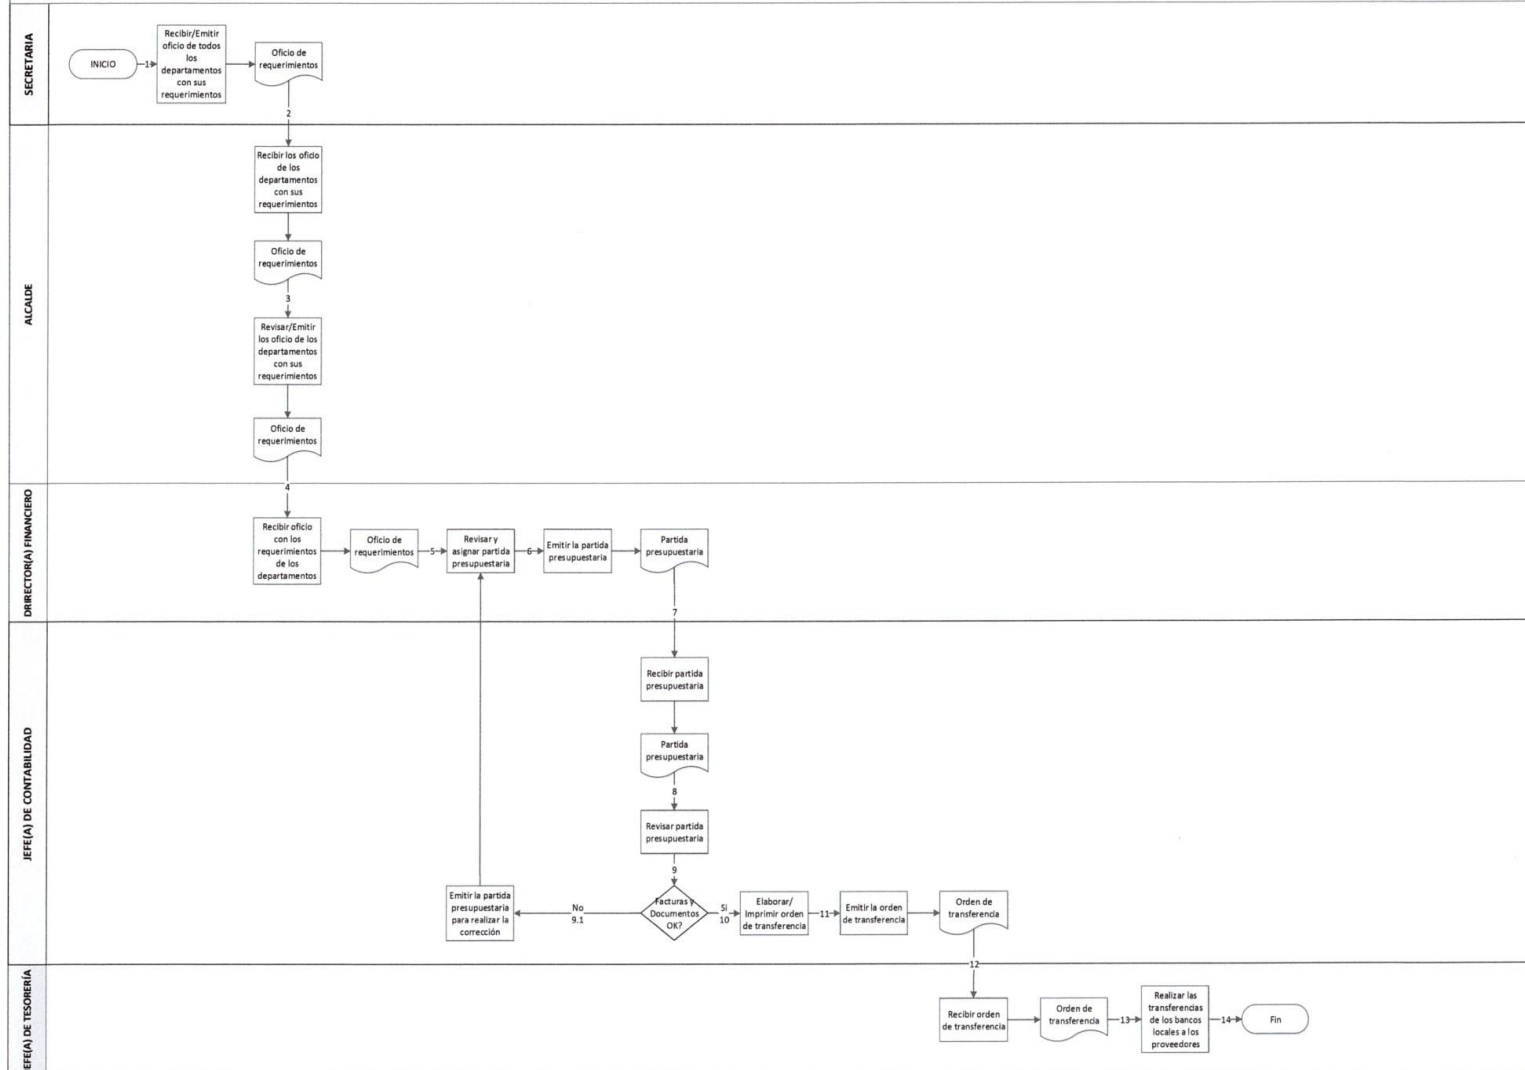 SECRETARIA
INICIO
1
Recibir/Emitir
oficio de todos
los
departamentos
con sus
requerimientos
Oficio de
requerimientos
2
ALCALDE
Recibir los oficio
de los
departamentos
con sus
requerimientos
Oficio de
requerimientos
3
Revisar/Emitir
los oficio de los
departamentos
con sus
requerimientos
Oficio de
requerimientos
4
DRIRECTOR(A) FINANCIERO
Recibir oficio
con los
requerimientos
de los
departamentos
Oficio de
requerimientos
5
Revisar y
asignar partida
presupuestaria
6
Emitir la partida
presupuestaria
Partida
presupuestaria
7
JEFE(A) DE CONTABILIDAD
Recibir partida
presupuestaria
Partida
presupuestaria
8
Revisar partida
presupuestaria
9
Emitir la partida
presupuestaria
para realizar la
corrección
No
9.1
Facturas y
Documentos
OK?
Si
10
Elaborar/
Imprimir orden
de transferencia
11
Emitir la orden
de transferencia
Orden de
transferencia
12
EFE(A) DE TESORERÍA
Recibir orden
de transferencia
Orden de
transferencia
13
Realizar las
transferencias
de los bancos
locales a los
proveedores
14
Fin